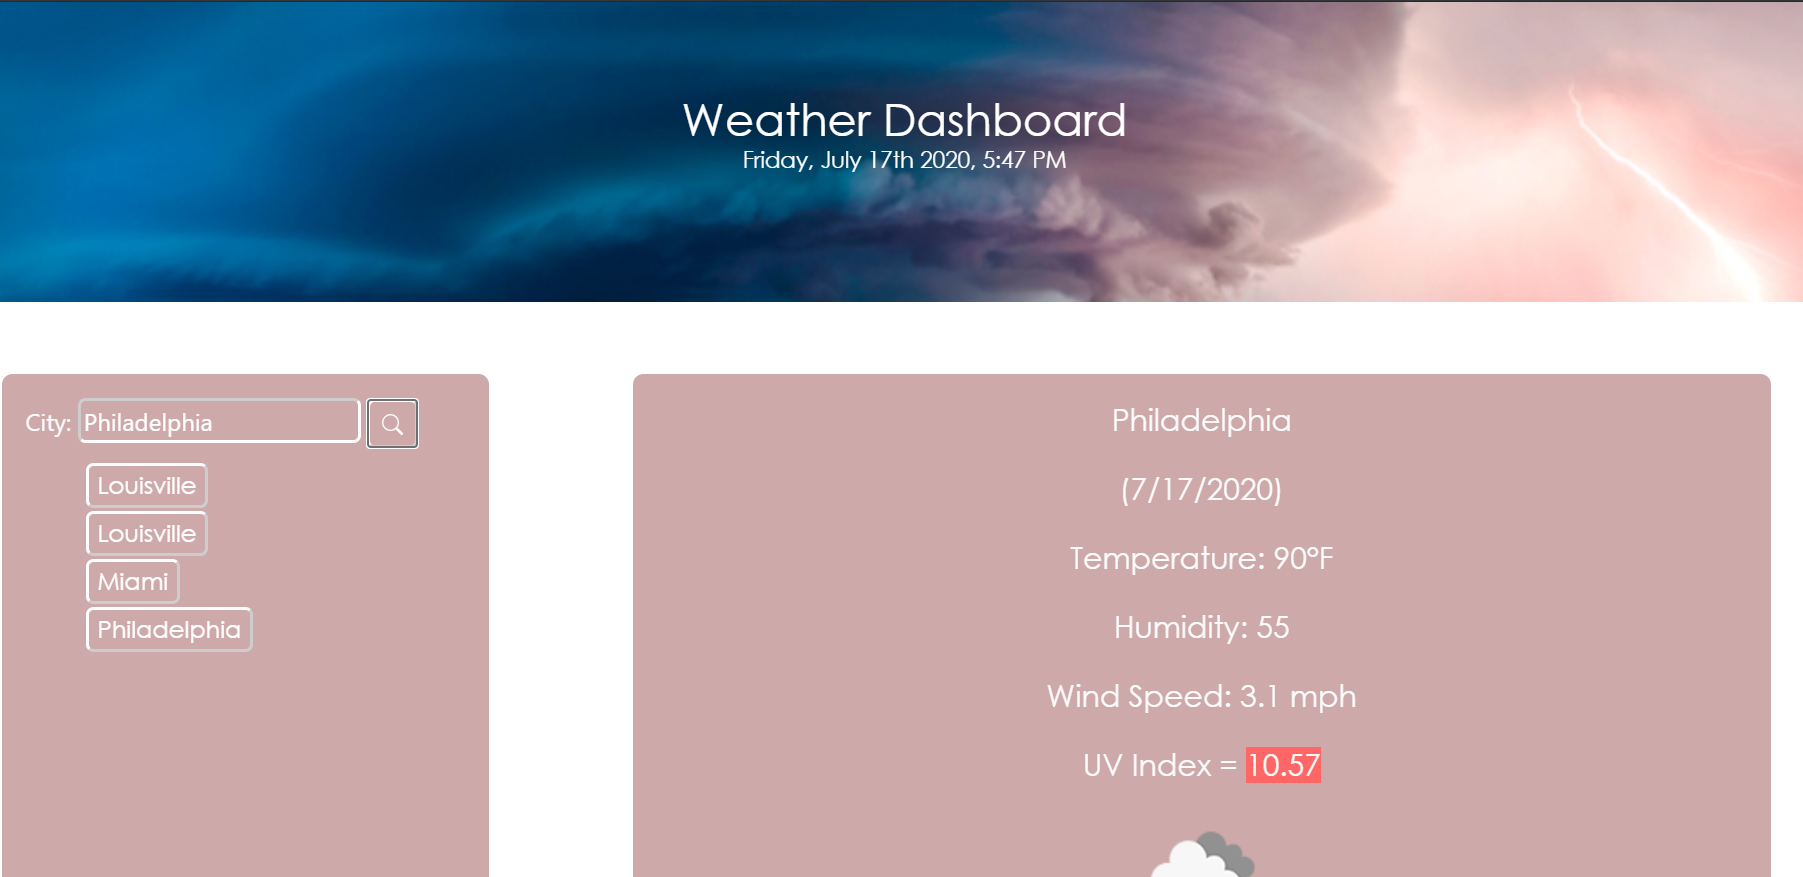 Weather Dashboard
Friday, July 17th 2020, 5:47 PM
City: Philadelphia
Louisville
Louisville
Miami
Philadelphia
Philadelphia
(7/17/2020)
Temperature: 90°F
Humidity: 55
Wind Speed: 3.1 mph
UV Index = 10.57